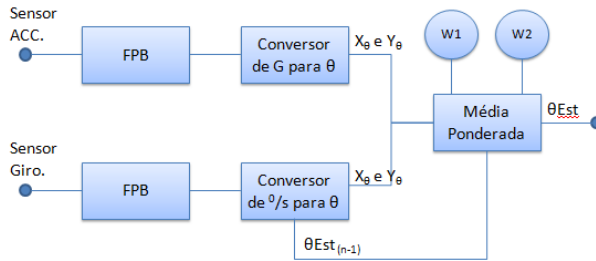 Sensor
ACC.
FPB
Conversor
de G para θ
Xθ e Yθ
W1
W2
Média
Ponderada
θEst
Sensor
Giro.
FPB
Conversor
de ⁰/s para θ
Xθ e Yθ
θEst(n-1)